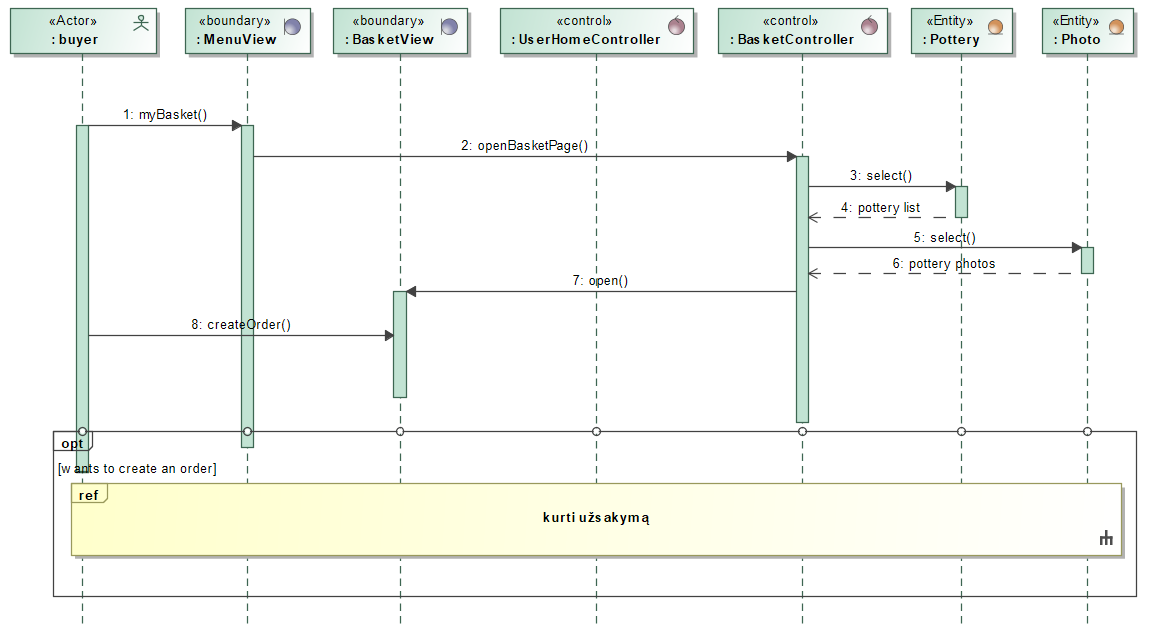 «Actor»
: buyer
«boundary»
: MenuView
«boundary»
: BasketView
«control»
: UserHomeController
«control»
: BasketController
«Entity»
: Pottery
«Entity»
: Photo
1: myBasket()
2: openBasketPage()
3: select()
4: pottery list
5: select()
6: pottery photos
7: open()
8: createOrder()
opt
[wants to create an order]
ref
kurti užsakymą